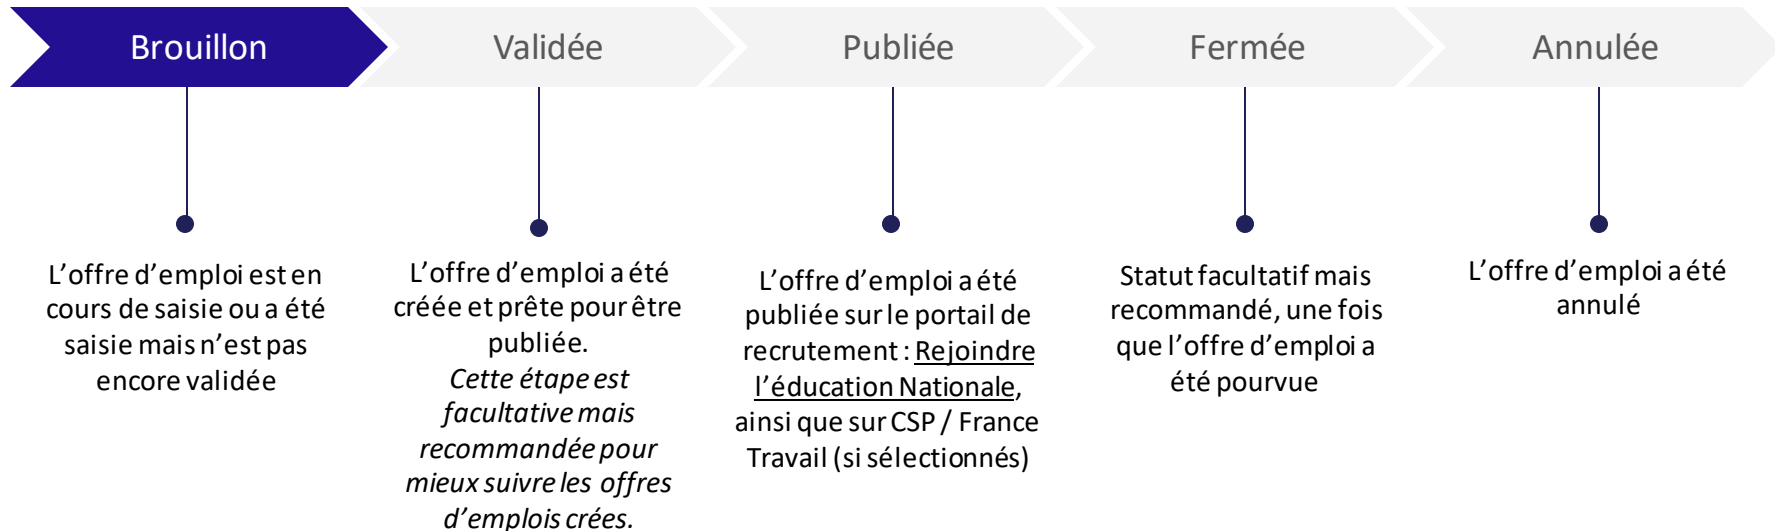 Brouillon
Validée
Publiée
Fermée
Annulée
L'offre d'emploi est en
cours de saisie ou a été
saisie mais n'est pas
encore validée
L'offre d'emploi a été
créée et prête pour être
publiée.
Cette étape est
facultative mais
recommandée pour
mieux suivre les offres
d'emplois crées.
L'offre d'emploi a été
publiée sur le portail de
recrutement : Rejoindre
l'éducation Nationale,
ainsi que sur CSP / France
Travail (si sélectionnés)
Statut facultatif mais
recommandé, une fois
que l'offre d'emploi a
été pourvue
L'offre d'emploi a été
annulé